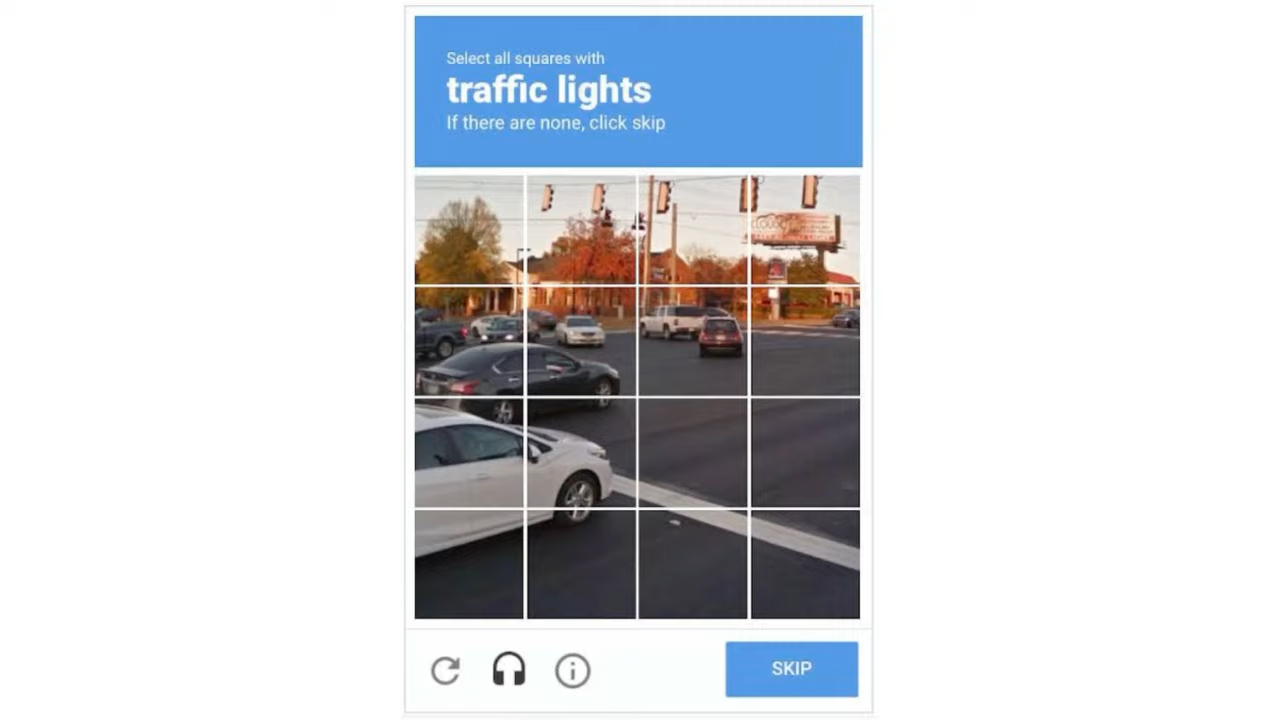 Select all squares with
traffic lights
If there are none, click skip
SKIP